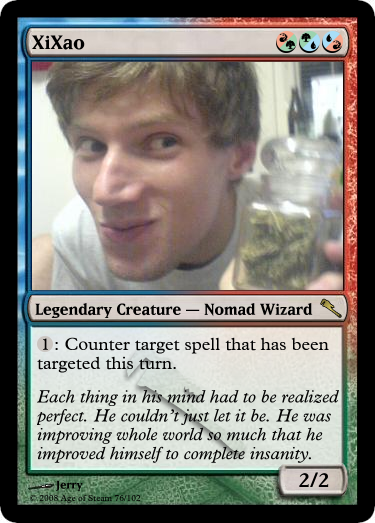 XiXao
Legendary Creature — Nomad Wizard
1: Counter target spell that has been
targeted this turn.
Each thing in his mind had to be realized
perfect. He couldn't just let it be. He was
improving whole world so much that he
improved himself to complete insanity.
2/2
Jerry
© 2008 Age of Steam 76/102